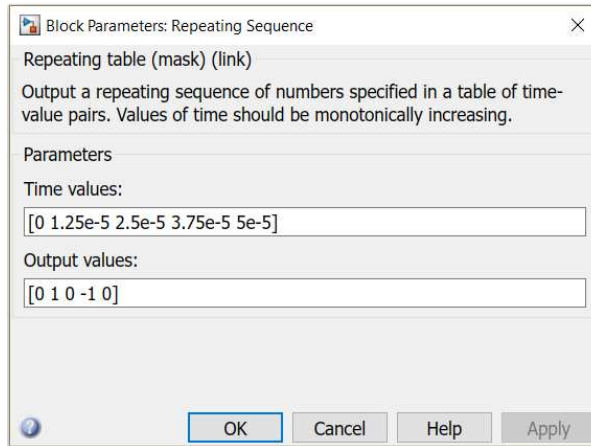 Block Parameters: Repeating Sequence
Repeating table (mask) (link)
Output a repeating sequence of numbers specified in a table of time-
value pairs. Values of time should be monotonically increasing.
Parameters
Time values:
[0 1.25e-5 2.5e-5 3.75e-5 5e-5]
Output values:
[0 1 0 -1 0]
OK Cancel Help Apply